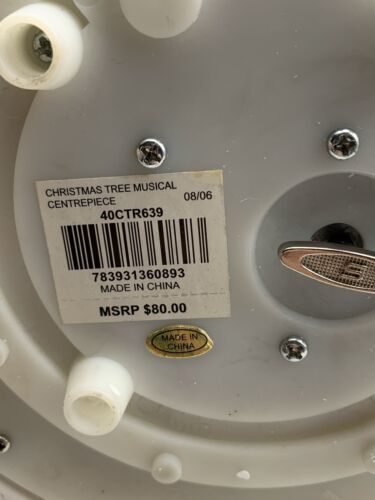 CHRISTMAS TREE MUSICAL
CENTREPIECE 08/06
40CTR639
783931360893
MADE IN CHINA
MSRP $80.00
MADE IN
CHINA
S